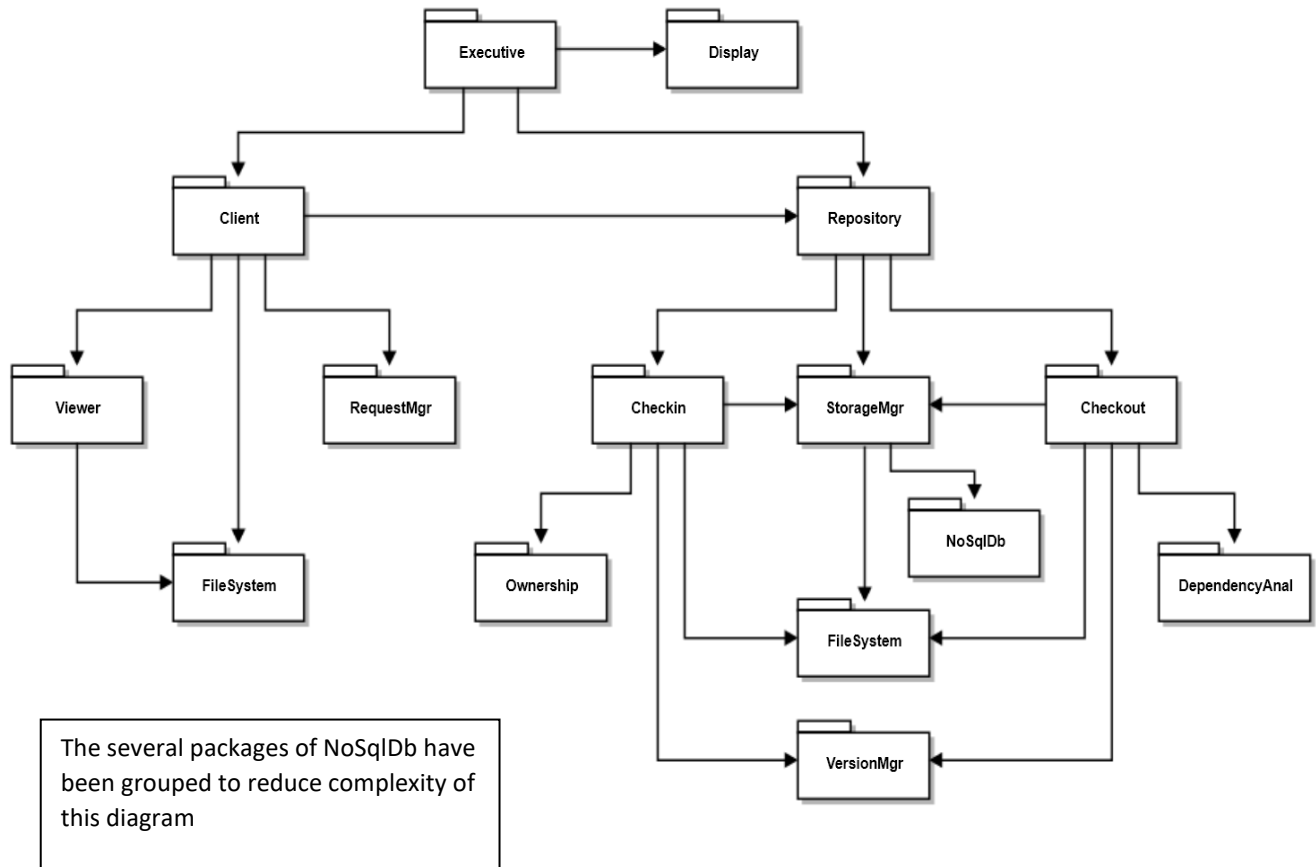 Executive
Display
Client
Repository
Viewer
RequestMgr
Checkin
StorageMgr
Checkout
NoSqlDb
FileSystem
Ownership
DependencyAnal
FileSystem
VersionMgr
The several packages of NoSqlDb have
been grouped to reduce complexity of
this diagram